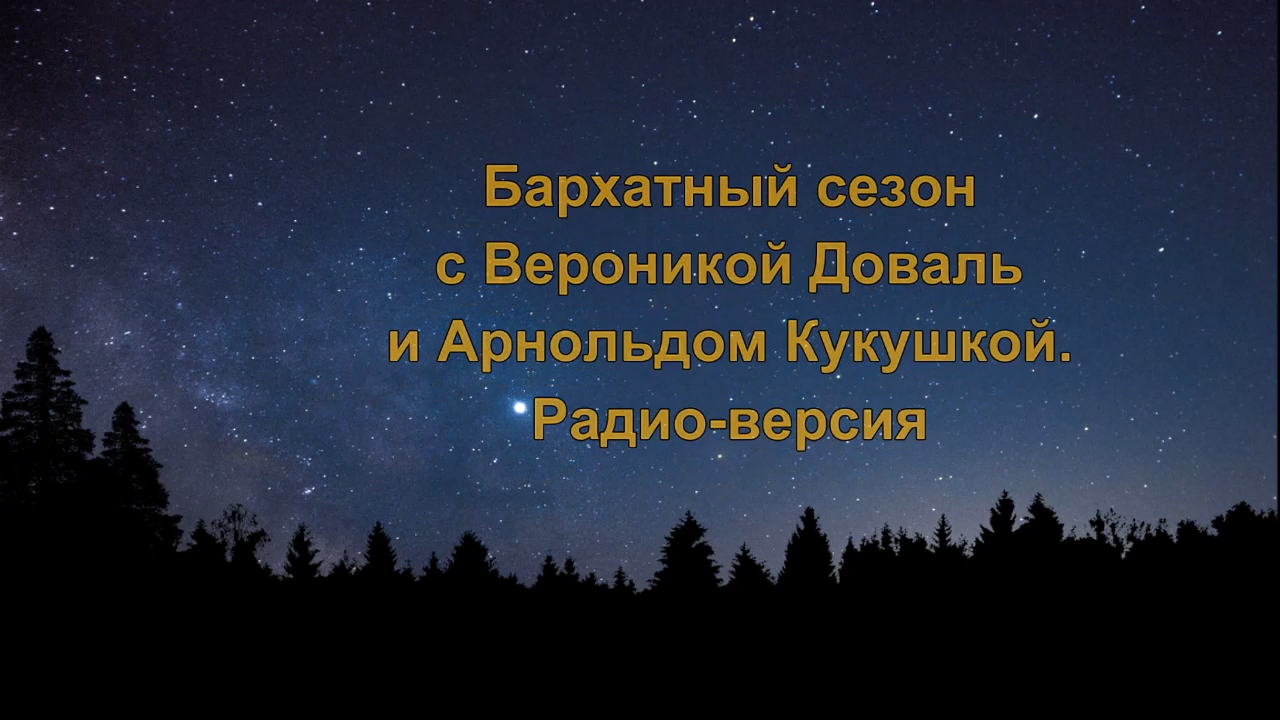 Бархатный сезон
с Вероникой Доваль
и Арнольдом Кукушкой.
Радио-версия